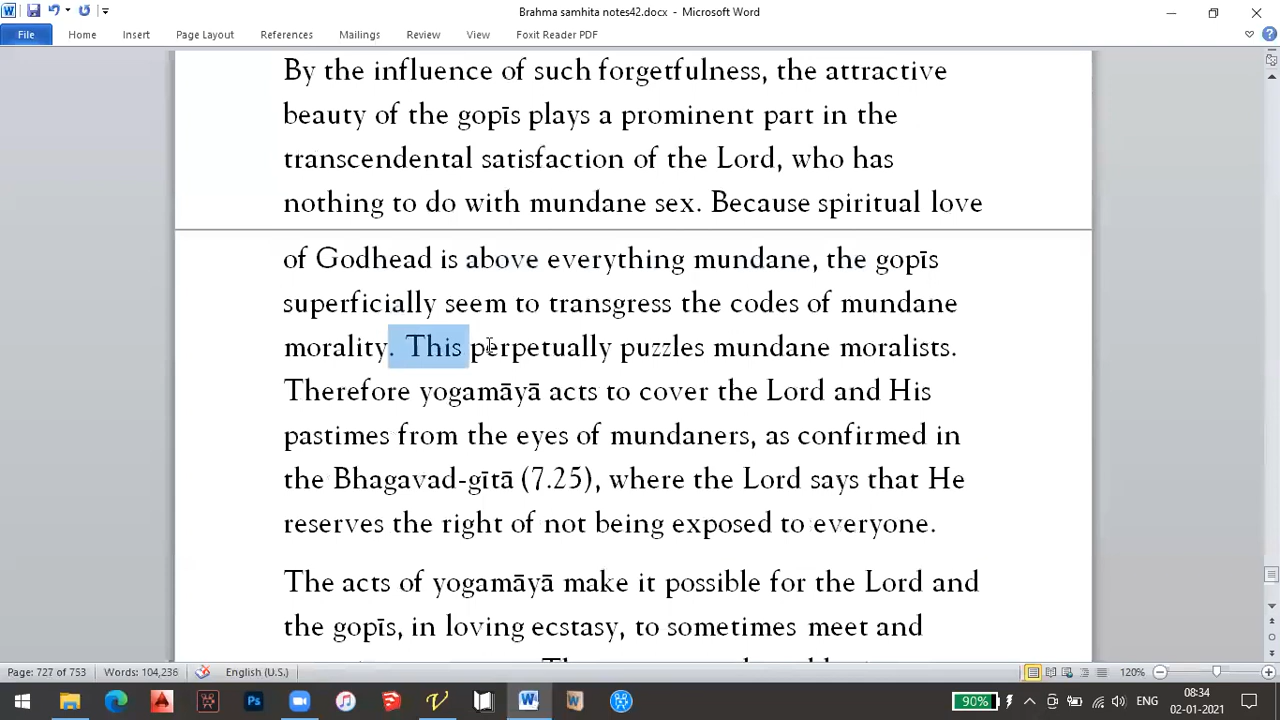 Brahma samhita notes42.docx - Microsoft Word
File Home Insert Page Layout References Mailings Review View Foxit Reader PDF
By the influence of such forgetfulness, the attractive
beauty of the gopīs plays a prominent part in the
transcendental satisfaction of the Lord, who has
nothing to do with mundane sex. Because spiritual love
of Godhead is above everything mundane, the gopīs
superficially seem to transgress the codes of mundane
morality. This perpetually puzzles mundane moralists.
Therefore yogamāyā acts to cover the Lord and His
pastimes from the eyes of mundaners, as confirmed in
the Bhagavad-gītā (7.25), where the Lord says that He
reserves the right of not being exposed to everyone.
The acts of yogamāyā make it possible for the Lord and
the gopīs, in loving ecstasy, to sometimes meet and
Page: 727 of 753 Words: 104,236 English (U.S.) 120%
90% ENG 08:34
02-01-2021